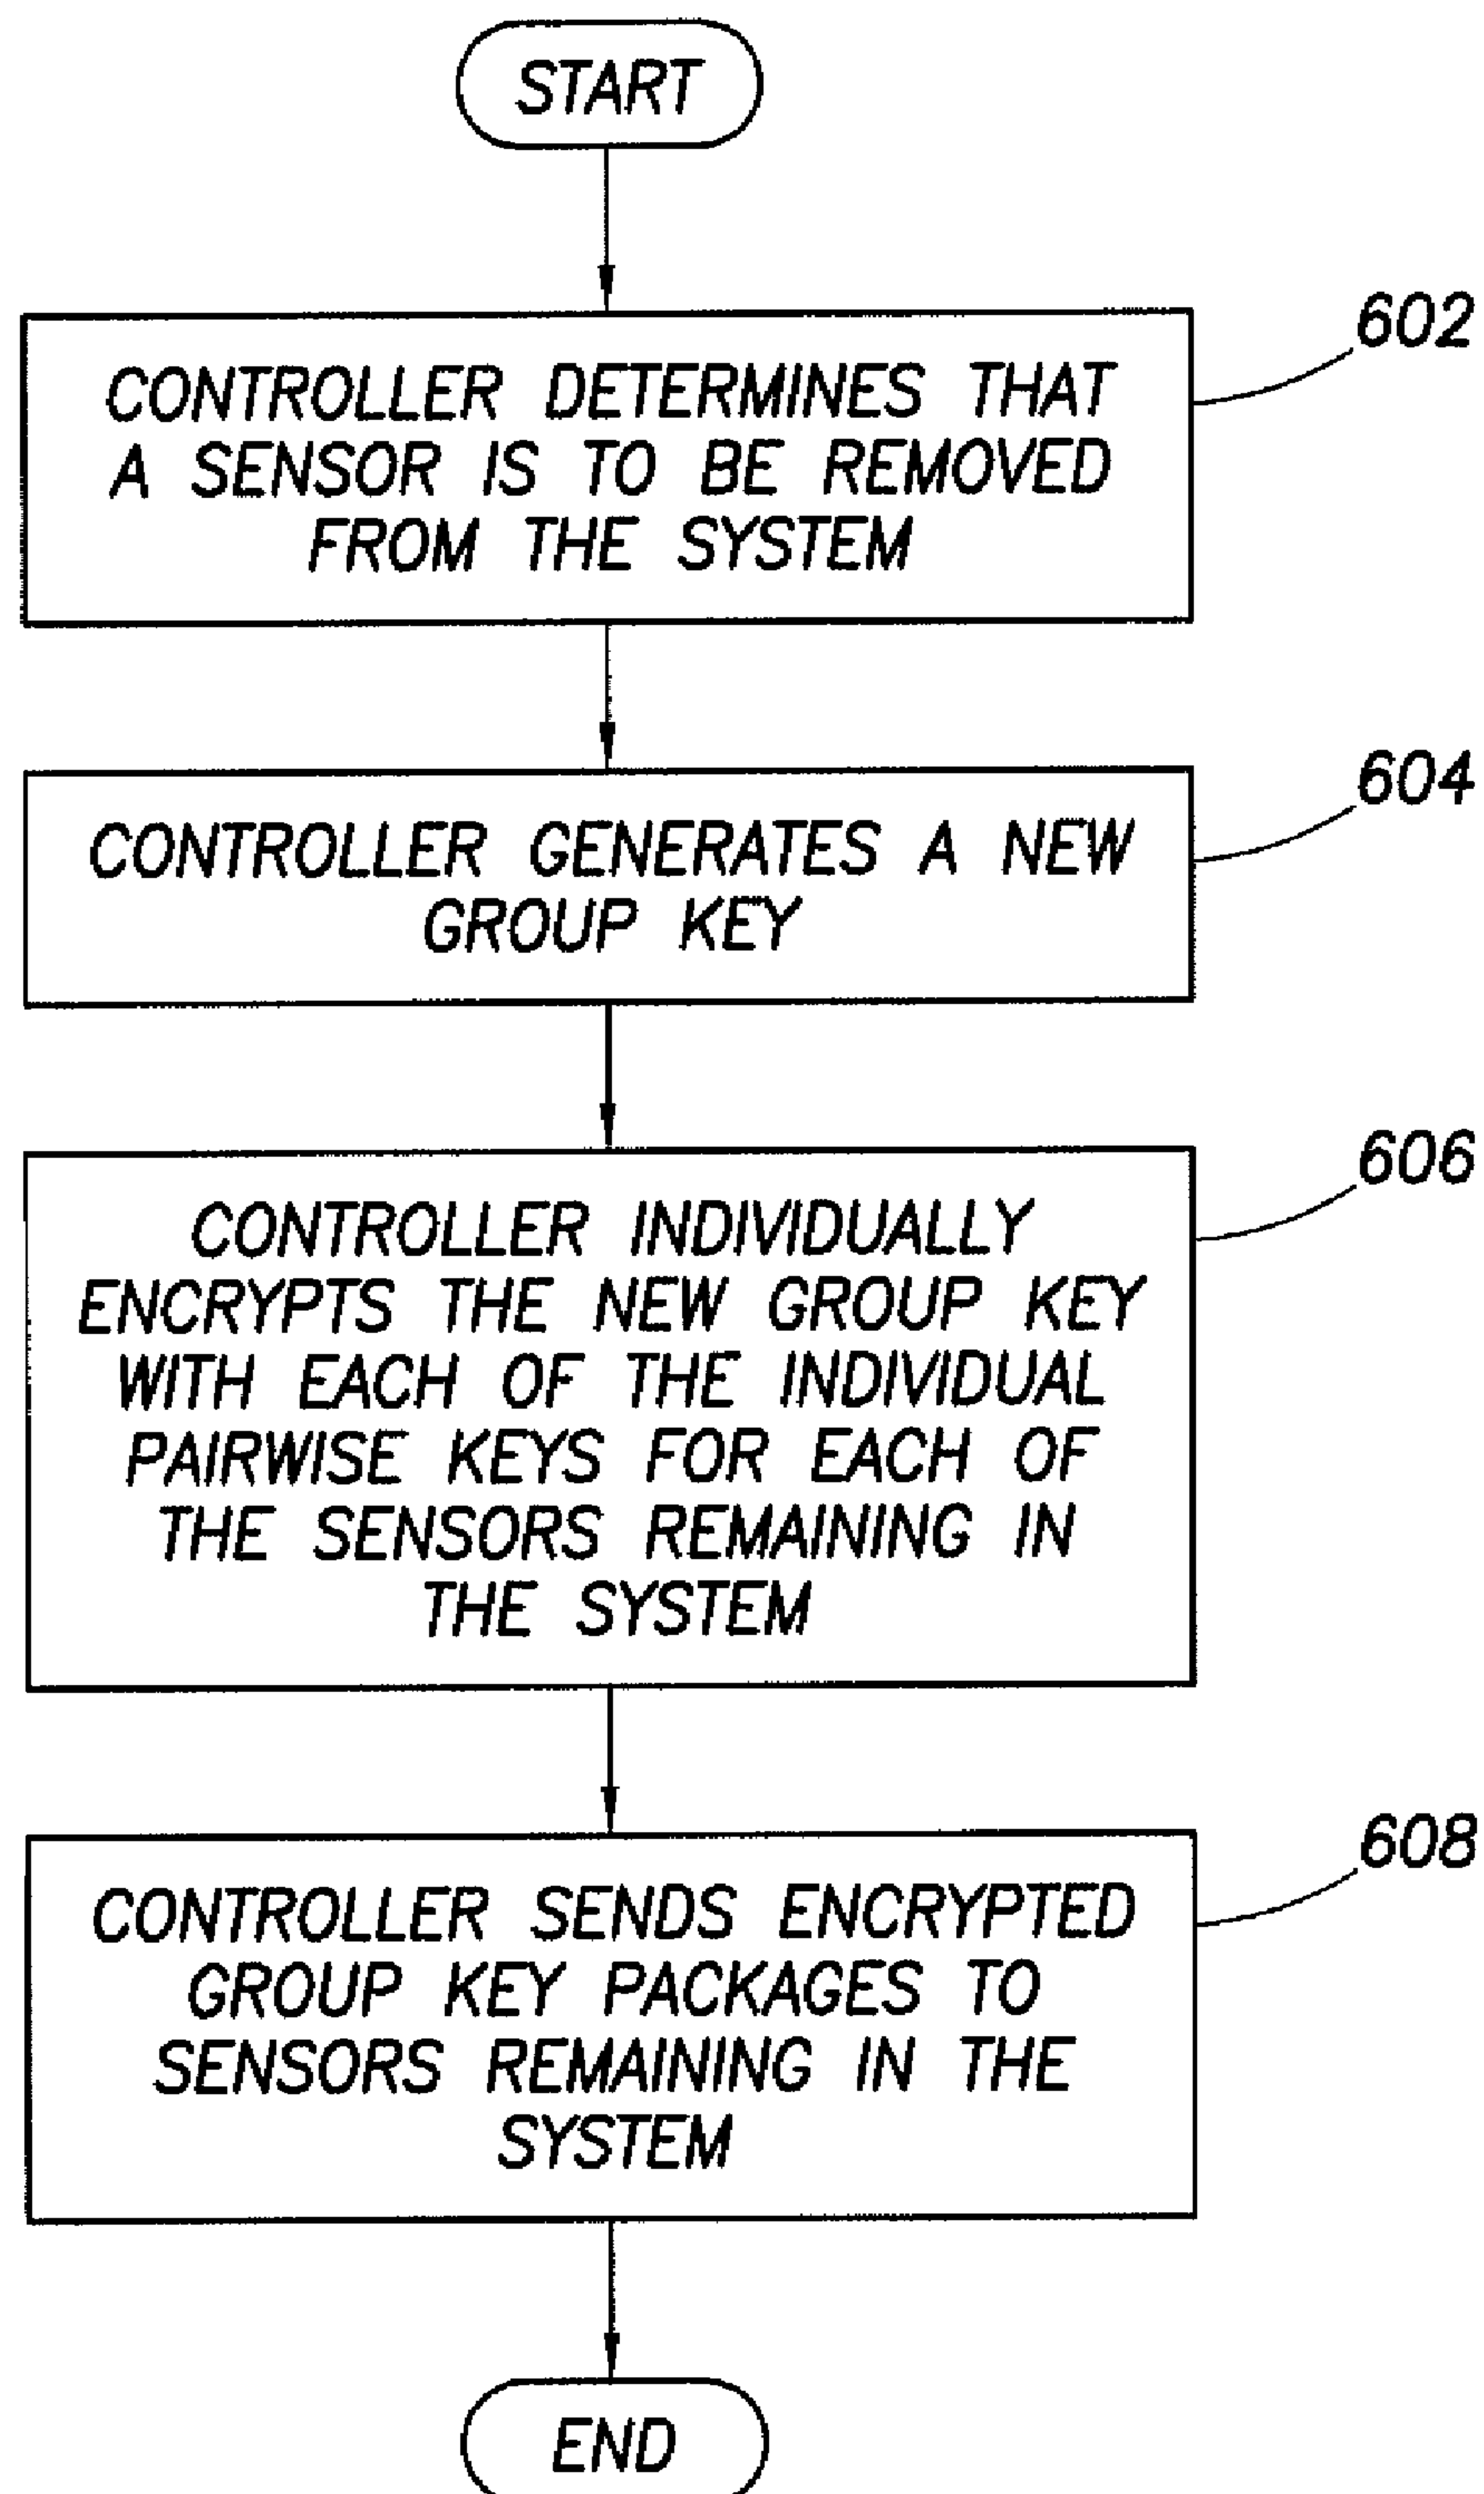 START
602
CONTROLLER DETERMINES THAT
A SENSOR IS TO BE REMOVED
FROM THE SYSTEM
604
CONTROLLER GENERATES A NEW
GROUP KEY
606
CONTROLLER INDIVIDUALLY
ENCRYPTS THE NEW GROUP KEY
WITH EACH OF THE INDIVIDUAL
PAIRWISE KEYS FOR EACH OF
THE SENSORS REMAINING IN
THE SYSTEM
608
CONTROLLER SENDS ENCRYPTED
GROUP KEY PACKAGES TO
SENSORS REMAINING IN THE
SYSTEM
END